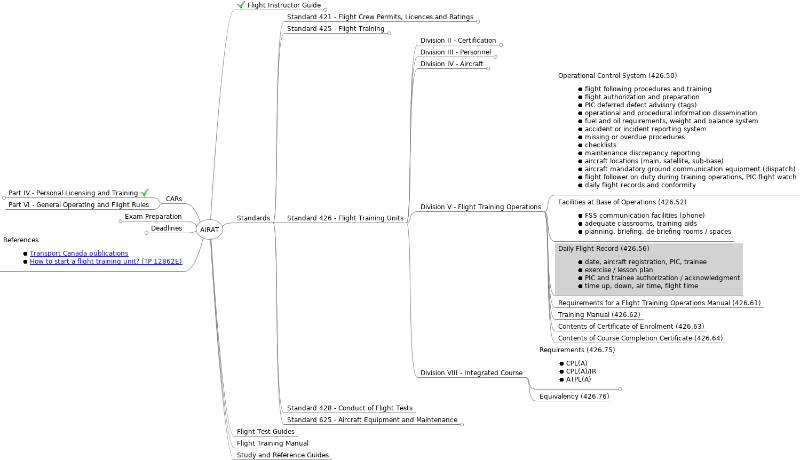 Flight Instructor Guide
Standard 421 - Flight Crew Permits, Licences and Ratings
Standard 425 - Flight Training
Division II - Certification
Division III - Personnel
Division IV - Aircraft
Operational Control System (426.50)
flight following procedures and training
flight authorization and preparation
PIC deferred defect advisory (tags)
operational and procedural information dissemination
fuel and oil requirements, weight and balance system
accident or incident reporting system
missing or overdue procedures
checklists
maintenance discrepancy reporting
aircraft locations (main, satellite, sub-base)
aircraft mandatory ground communication equipment (dispatch)
flight follower on duty during training operations, PIC flight watch
daily flight records and conformity
Part IV - Personal Licensing and Training
CARs
Part VI - General Operating and Flight Rules
Exam Preparation
Deadlines
AIRAT
References
Transport Canada publications
How to start a flight training unit? (TP 12862E)
Standards
Standard 426 - Flight Training Units
Division V - Flight Training Operations
Facilities at Base of Operations (426.52)
FSS communication facilities (phone)
adequate classrooms, training aids
planning, briefing, de-briefing rooms / spaces
Daily Flight Record (426.56)
date, aircraft registration, PIC, trainee
exercise / lesson plan
PIC and trainee authorization / acknowledgment
time up, down, air time, flight time
Requirements for a Flight Training Operations Manual (426.61)
Training Manual (426.62)
Contents of Certificate of Enrolment (426.63)
Contents of Course Completion Certificate (426.64)
Requirements (426.75)
CPL(A)
CPL(A)/IR
ATPL(A)
Division VIII - Integrated Course
Equivalency (426.76)
Standard 428 - Conduct of Flight Tests
Standard 625 - Aircraft Equipment and Maintenance
Flight Test Guides
Flight Training Manual
Study and Reference Guides